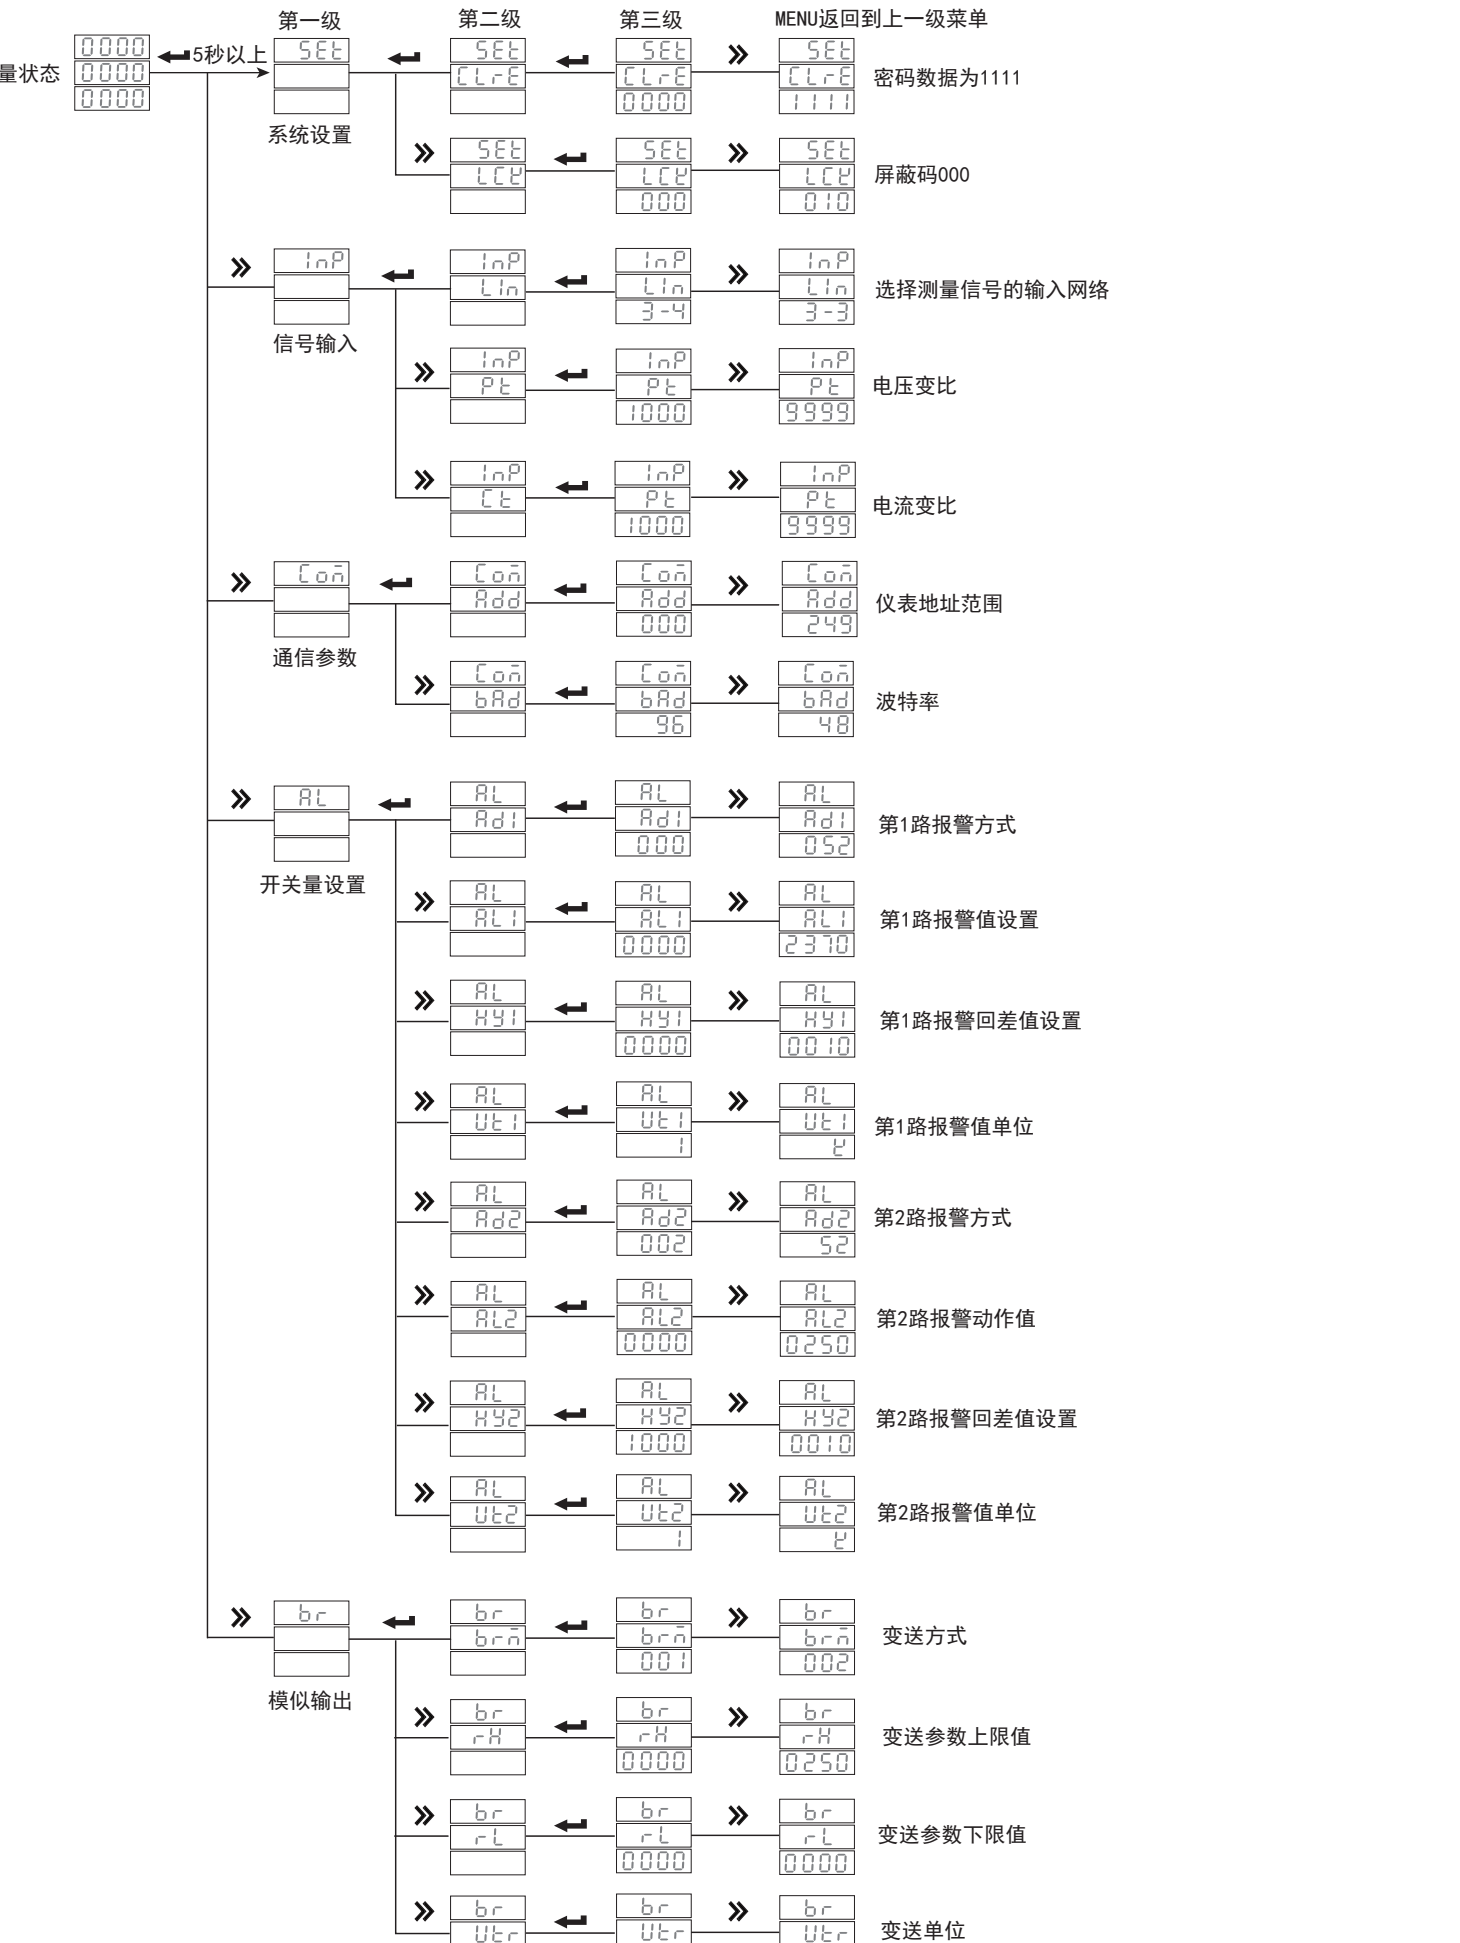 第一级 第二级 第三级 MENU返回到上一级菜单
0000 5秒以上 SEt SEt SEt SEt
量状态 0000 CLrE CLrE CLrE 密码数据为1111
0000 0000 1111
系统设置
SEt SEt SEt
LCK LCK LCK 屏蔽码000
000 010
InP InP InP InP
LIn LIn LIn 选择测量信号的输入网络
3-4 3-3
信号输入
InP InP InP
Pt Pt Pt 电压变比
1000 9999
InP InP InP
Ct Pt Pt 电流变比
1000 9999
Com Com Com Com
Add Add Add 仪表地址范围
000 249
通信参数
Com Com Com
bAd bAd bAd 波特率
96 48
AL AL AL AL
Ad1 Ad1 Ad1 第1路报警方式
000 052
开关量设置
AL AL AL
AL1 AL1 AL1 第1路报警值设置
0000 2370
AL AL AL
HY1 HY1 HY1 第1路报警回差值设置
0000 0010
AL AL AL
Ut1 Ut1 Ut1 第1路报警值单位
1 K
AL AL AL
Ad2 Ad2 Ad2 第2路报警方式
002 52
AL AL AL
AL2 AL2 AL2 第2路报警动作值
0000 0250
AL AL AL
HY2 HY2 HY2 第2路报警回差值设置
1000 0010
AL AL AL
Ut2 Ut2 Ut2 第2路报警值单位
1 K
br br br br
brm brm brm 变送方式
001 002
模似输出
br br br
rH rH rH 变送参数上限值
0000 0250
br br br
rL rL rL 变送参数下限值
0000 0000
br br br
Utr Utr Utr 变送单位